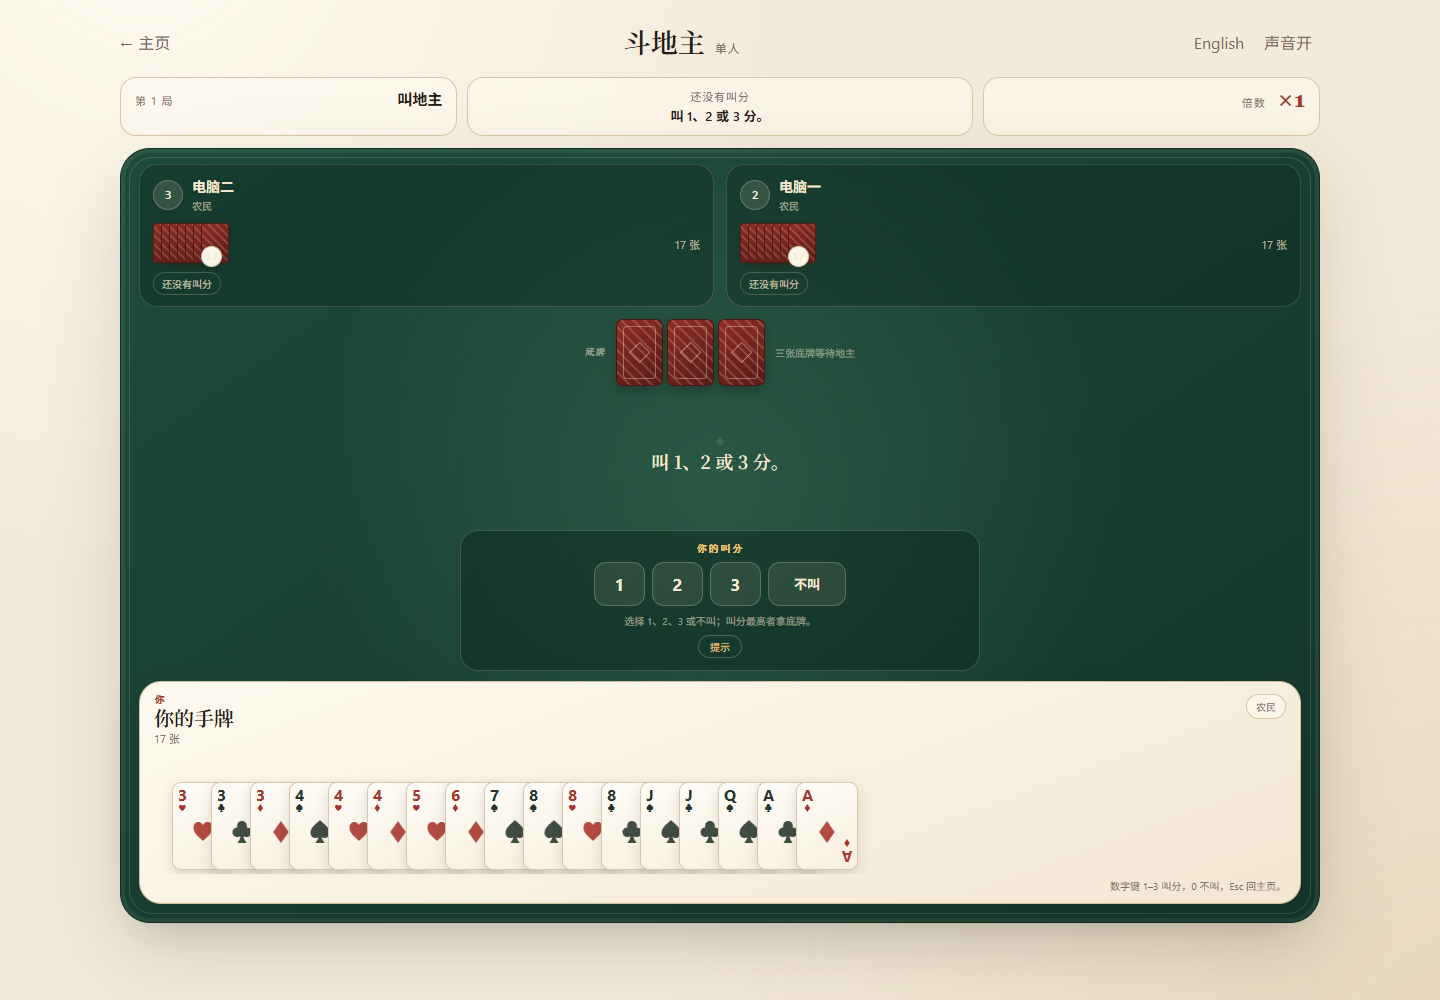 ← 主页
斗地主 单人
English 声音开
第 1 局 叫地主
还没有叫分
叫 1、2 或 3 分。
倍数 ×1
3 电脑二
农民
17 张
还没有叫分
2 电脑一
农民
17 张
还没有叫分
底牌
三张底牌等待地主
叫 1、2 或 3 分。
你的叫分
1 2 3 不叫
选择 1、2、3 或不叫；叫分最高者拿底牌。
提示
你
你的手牌
17 张
农民
3 3 3 4 4 4 5 6 7 8 8 8 J J Q A A
A
数字键 1–3 叫分，0 不叫，Esc 回主页。